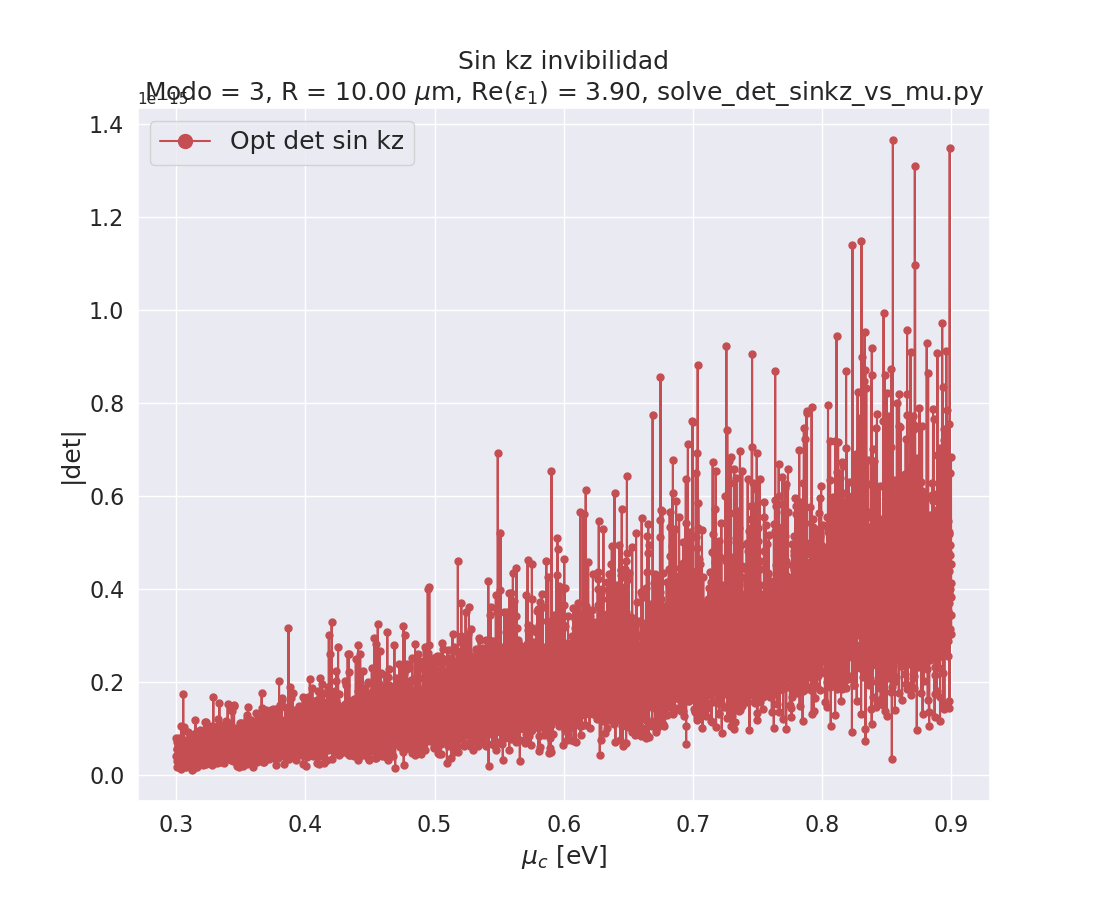 Sin kz invibilidad
Modo = 3, R = 10.00 μm, Re(ε₁) = 3.90, solve_det_sinkz_vs_mu.py
1e−15
Opt det sin kz
1.4
1.2
1.0
0.8
0.6
0.4
0.2
0.0
|det|
0.3 0.4 0.5 0.6 0.7 0.8 0.9
μ_c [eV]